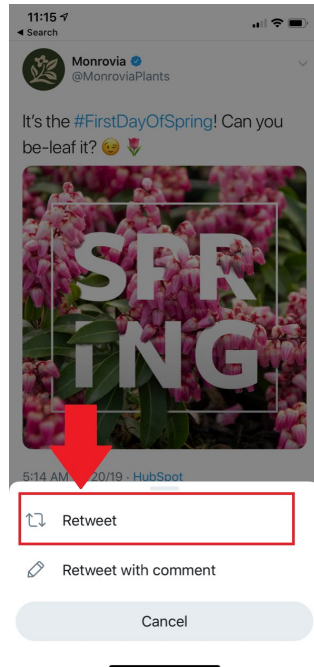 11:15
◄ Search
Monrovia
@MonroviaPlants
It's the #FirstDayOfSpring! Can you
be-leaf it? 😉 🌷
SPR
ING
5:14 AM 20/19 · HubSpot
Retweet
Retweet with comment
Cancel